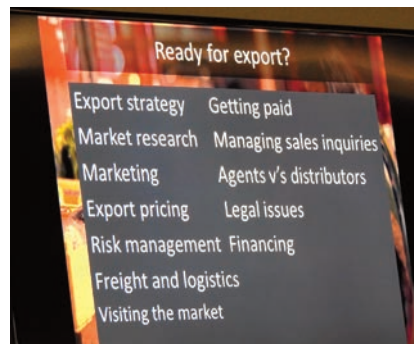 Ready for export?
Export strategy Getting paid
Market research Managing sales inquiries
Marketing Agents v's distributors
Export pricing Legal issues
Risk management Financing
Freight and logistics
Visiting the market